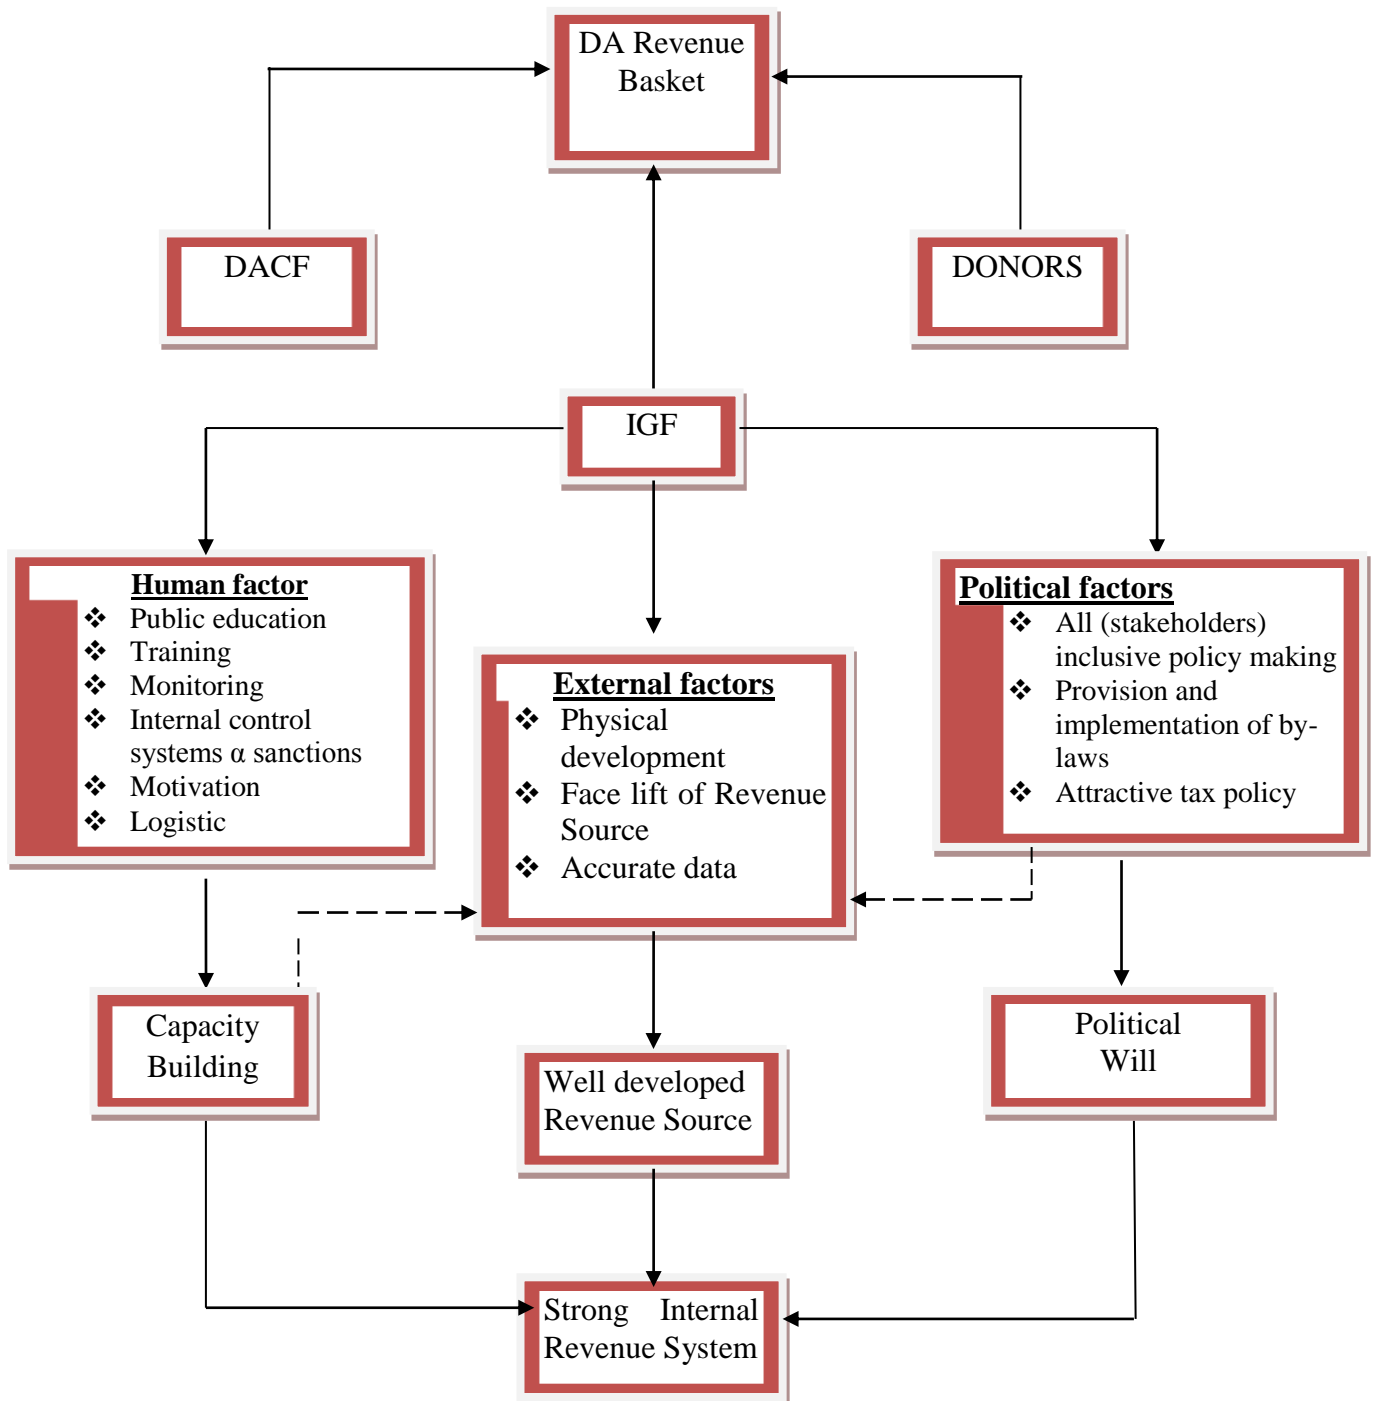 DA Revenue
Basket
DACF
DONORS
IGF
Human factor
❖ Public education
❖ Training
❖ Monitoring
❖ Internal control
systems α sanctions
❖ Motivation
❖ Logistic
External factors
❖ Physical
development
❖ Face lift of Revenue
Source
❖ Accurate data
Political factors
❖ All (stakeholders)
inclusive policy making
❖ Provision and
implementation of by-
laws
❖ Attractive tax policy
Capacity
Building
Well developed
Revenue Source
Political
Will
Strong Internal
Revenue System